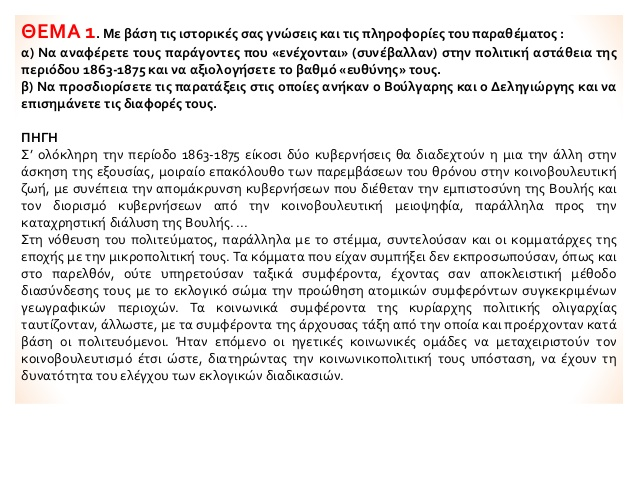 ΘΕΜΑ 1. Με βάση τις ιστορικές σας γνώσεις και τις πληροφορίες του παραθέματος :
α) Να αναφέρετε τους παράγοντες που «ενέχονται» (συνέβαλλαν) στην πολιτική αστάθεια της
περιόδου 1863-1875 και να αξιολογήσετε το βαθμό «ευθύνης» τους.
β) Να προσδιορίσετε τις παρατάξεις στις οποίες ανήκαν ο Βούλγαρης και ο Δεληγιώργης και να
επισημάνετε τις διαφορές τους.
ΠΗΓΗ
Σ’ ολόκληρη την περίοδο 1863-1875 είκοσι δύο κυβερνήσεις θα διαδεχτούν η μια την άλλη στην
άσκηση της εξουσίας, μοιραίο επακόλουθο των παρεμβάσεων του θρόνου στην κοινοβουλευτική
ζωή, με συνέπεια την απομάκρυνση κυβερνήσεων που διέθεταν την εμπιστοσύνη της Βουλής και
τον διορισμό κυβερνήσεων από την κοινοβουλευτική μειοψηφία, παράλληλα προς την
καταχρηστική διάλυση της Βουλής. …
Στη νόθευση του πολιτεύματος, παράλληλα με το στέμμα, συντελούσαν και οι κομματάρχες της
εποχής με την μικροπολιτική τους. Τα κόμματα που είχαν συμπήξει δεν εκπροσωπούσαν, όπως και
στο παρελθόν, ούτε υπηρετούσαν ταξικά συμφέροντα, έχοντας σαν αποκλειστική μέθοδο
διασύνδεσης τους με το εκλογικό σώμα την προώθηση ατομικών συμφερόντων συγκεκριμένων
γεωγραφικών περιοχών. Τα κοινωνικά συμφέροντα της κυρίαρχης πολιτικής ολιγαρχίας
ταυτίζονταν, άλλωστε, με τα συμφέροντα της άρχουσας τάξη από την οποία και προέρχονταν κατά
βάση οι πολιτευόμενοι. Ήταν επόμενο οι ηγετικές κοινωνικές ομάδες να μεταχειριστούν τον
κοινοβουλευτισμό έτσι ώστε, διατηρώντας την κοινωνικοπολιτική τους υπόσταση, να έχουν τη
δυνατότητα του ελέγχου των εκλογικών διαδικασιών.